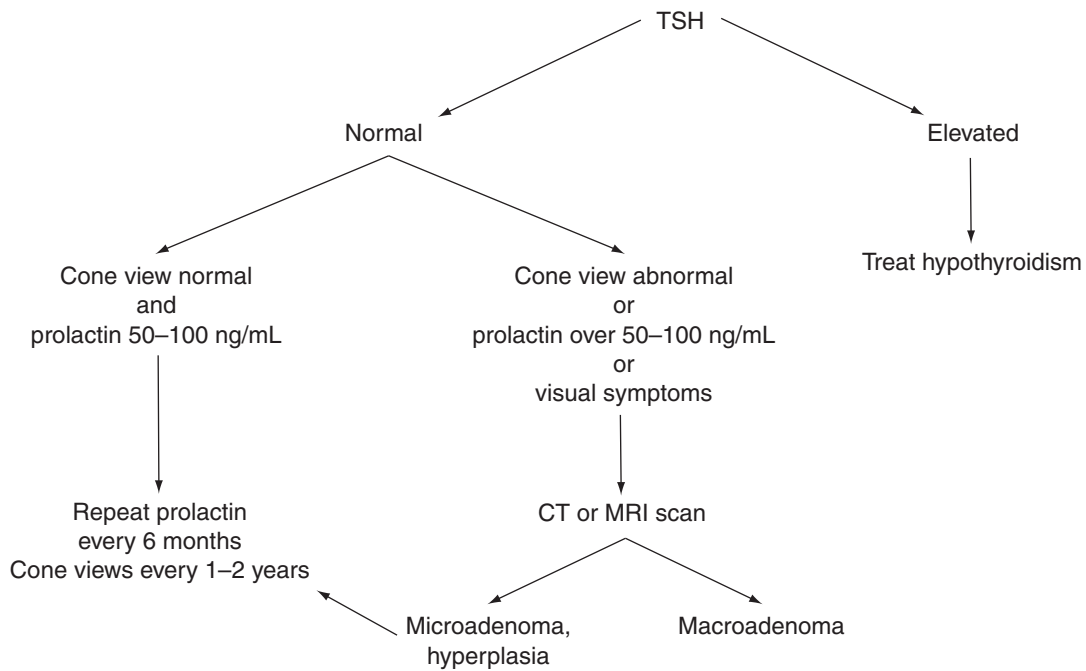 TSH
Normal
Elevated
Cone view normal
and
prolactin 50–100 ng/mL
Cone view abnormal
or
prolactin over 50–100 ng/mL
or
visual symptoms
Treat hypothyroidism
Repeat prolactin
every 6 months
Cone views every 1–2 years
CT or MRI scan
Microadenoma,
hyperplasia
Macroadenoma